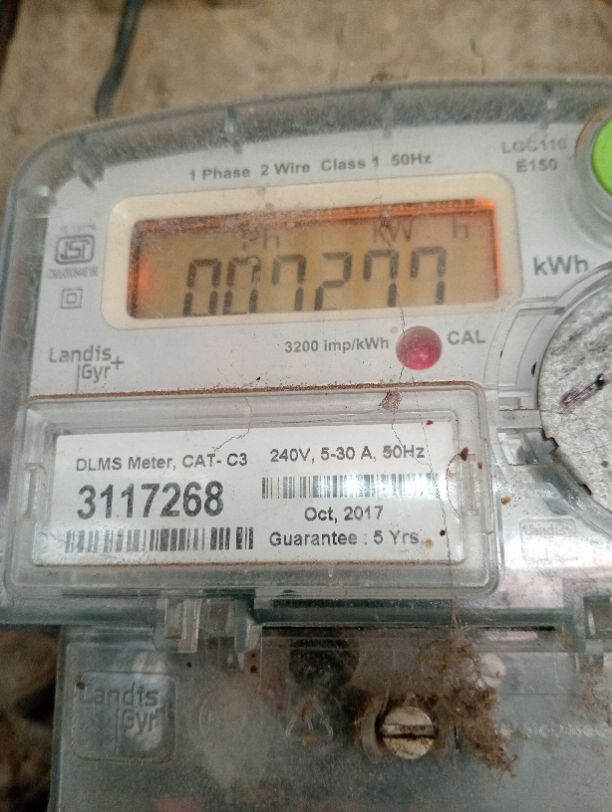 LGC110
E150
1 Phase 2 Wire Class 1 50Hz
Ph kW h
007277
kWh
3200 imp/kWh
CAL
Landis
Gyr+
DLMS Meter, CAT- C3
240V, 5-30 A, 50Hz
3117268
Oct, 2017
Guarantee : 5 Yrs.
Landis
Gyr+